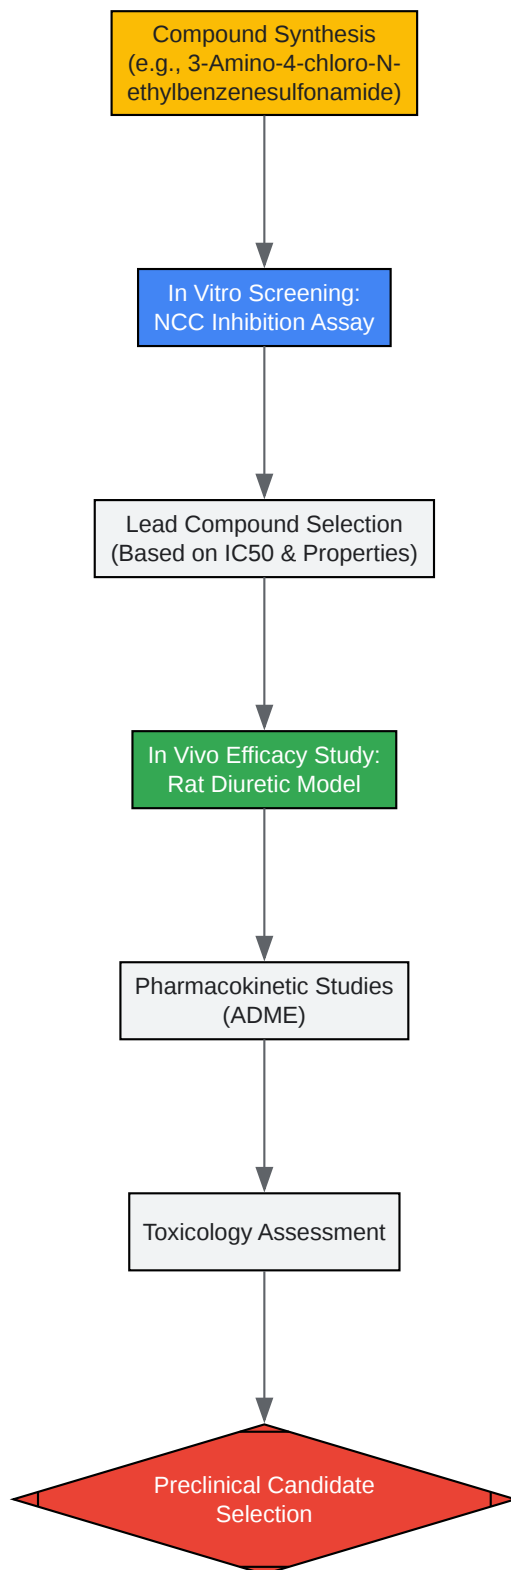 Compound Synthesis
(e.g., 3-Amino-4-chloro-N-
ethylbenzenesulfonamide)
In Vitro Screening:
NCC Inhibition Assay
Lead Compound Selection
(Based on IC50 & Properties)
In Vivo Efficacy Study:
Rat Diuretic Model
Pharmacokinetic Studies
(ADME)
Toxicology Assessment
Preclinical Candidate
Selection